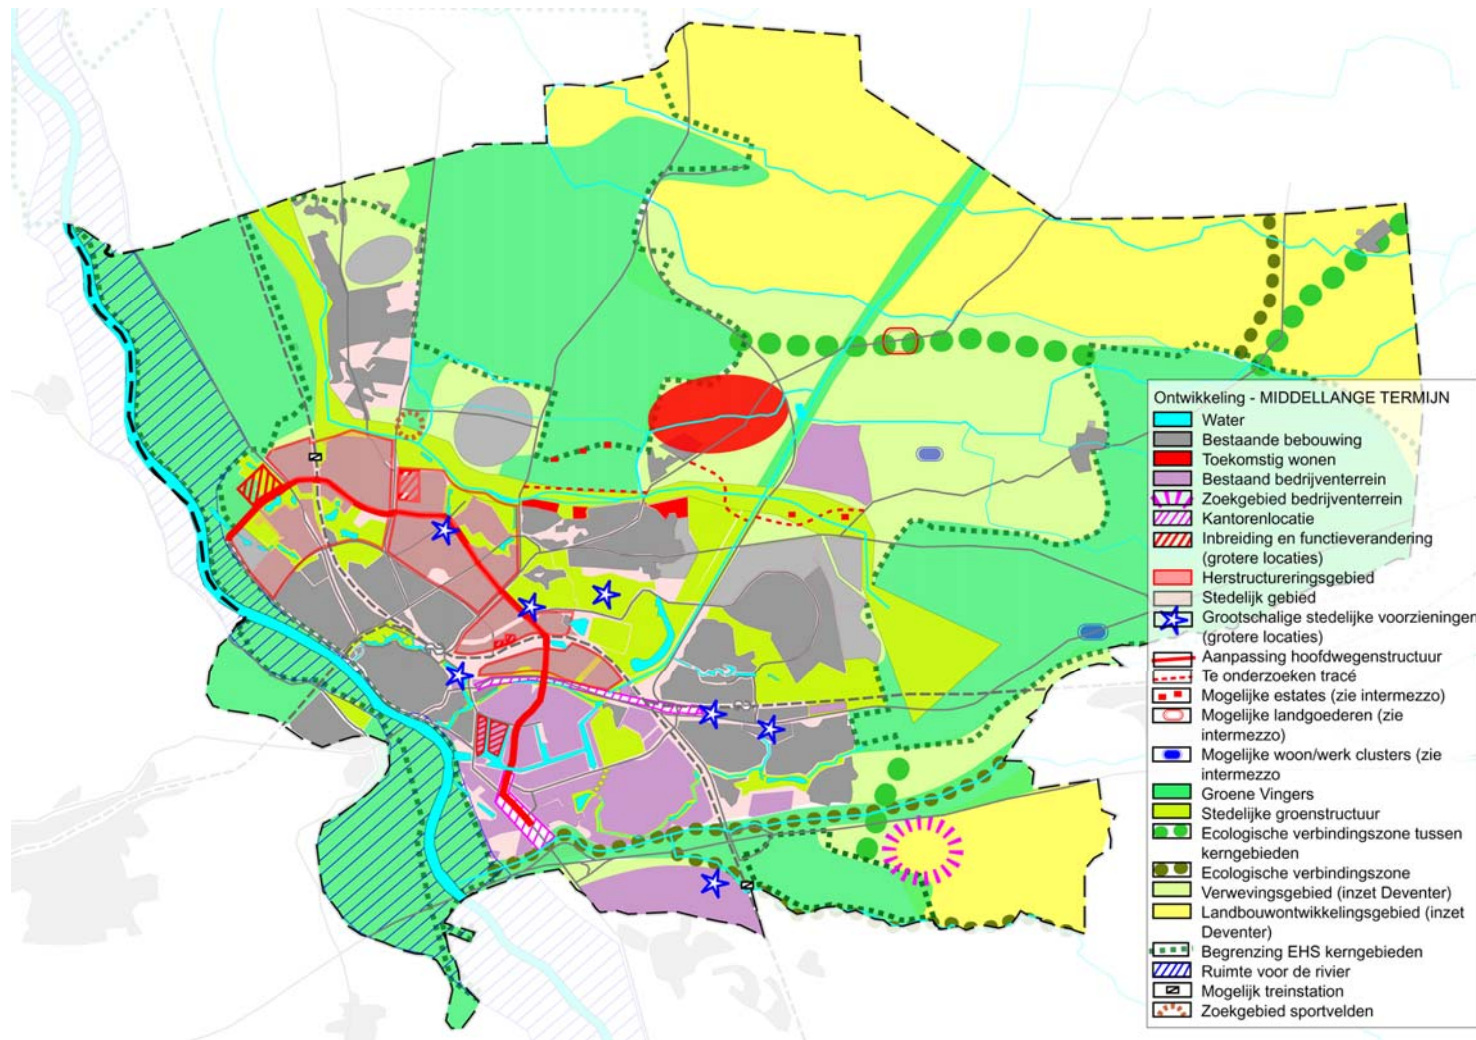 Ontwikkeling - MIDDELLANGE TERMIJN
Water
Bestaande bebouwing
Toekomstig wonen
Bestaand bedrijventerrein
Zoekgebied bedrijventerrein
Kantorenlocatie
Inbreiding en functieverandering
(grotere locaties)
Herstructureringsgebied
Stedelijk gebied
Grootschalige stedelijke voorzieningen
(grotere locaties)
Aanpassing hoofdwegenstructuur
Te onderzoeken tracé
Mogelijke estates (zie intermezzo)
Mogelijke landgoederen (zie
intermezzo)
Mogelijke woon/werk clusters (zie
intermezzo
Groene Vingers
Stedelijke groenstructuur
Ecologische verbindingszone tussen
kerngebieden
Ecologische verbindingszone
Verwevingsgebied (inzet Deventer)
Landbouwontwikkelingsgebied (inzet
Deventer)
Begrenzing EHS kerngebieden
Ruimte voor de rivier
Mogelijk treinstation
Zoekgebied sportvelden